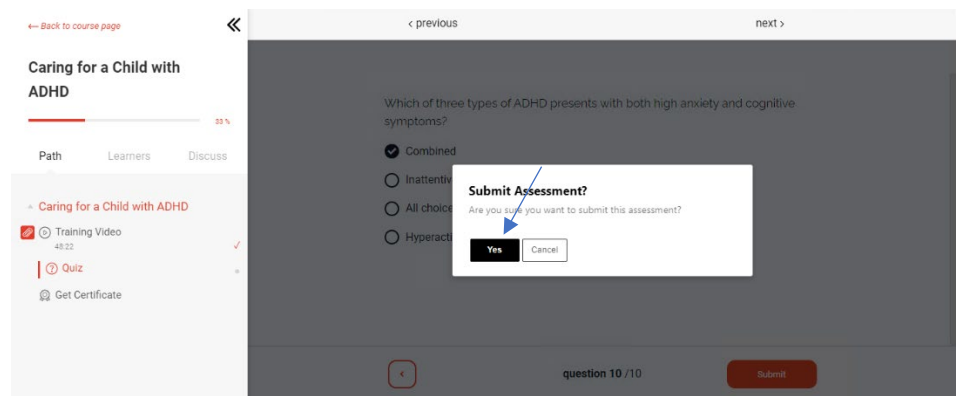 ← Back to course page
Caring for a Child with
ADHD
33 %
Path Learners Discuss
Caring for a Child with ADHD
Training Video
48:22
Quiz
Get Certificate
‹ previous next ›
Which of three types of ADHD presents with both high anxiety and cognitive
symptoms?
Combined
Inattentiv
All choice
Hyperacti
Submit Assessment?
Are you sure you want to submit this assessment?
Yes Cancel
question 10 /10
Submit